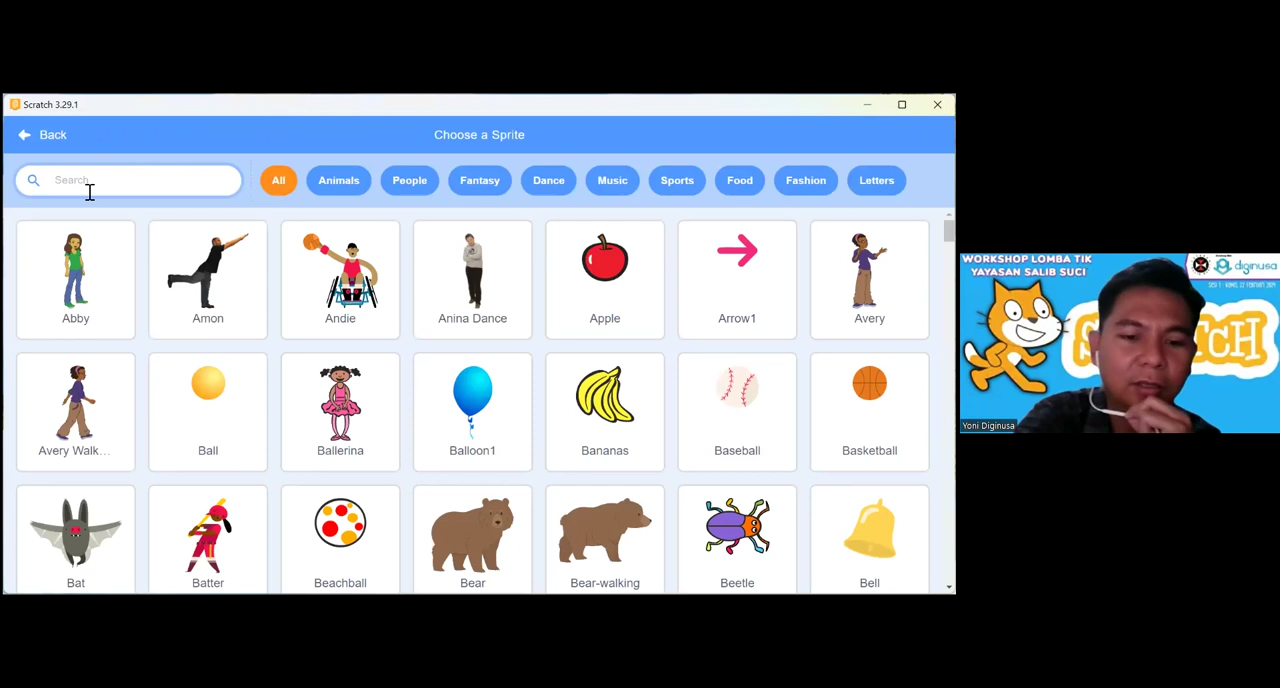 Scratch 3.29.1
Back
Choose a Sprite
Search
All
Animals
People
Fantasy
Dance
Music
Sports
Food
Fashion
Letters
Abby
Amon
Andie
Anina Dance
Apple
Arrow1
Avery
Avery Walk...
Ball
Ballerina
Balloon1
Bananas
Baseball
Basketball
Bat
Batter
Beachball
Bear
Bear-walking
Beetle
Bell
WORKSHOP LOMBA TIK
YAYASAN SALIB SUCI
diginusa
Yoni Diginusa